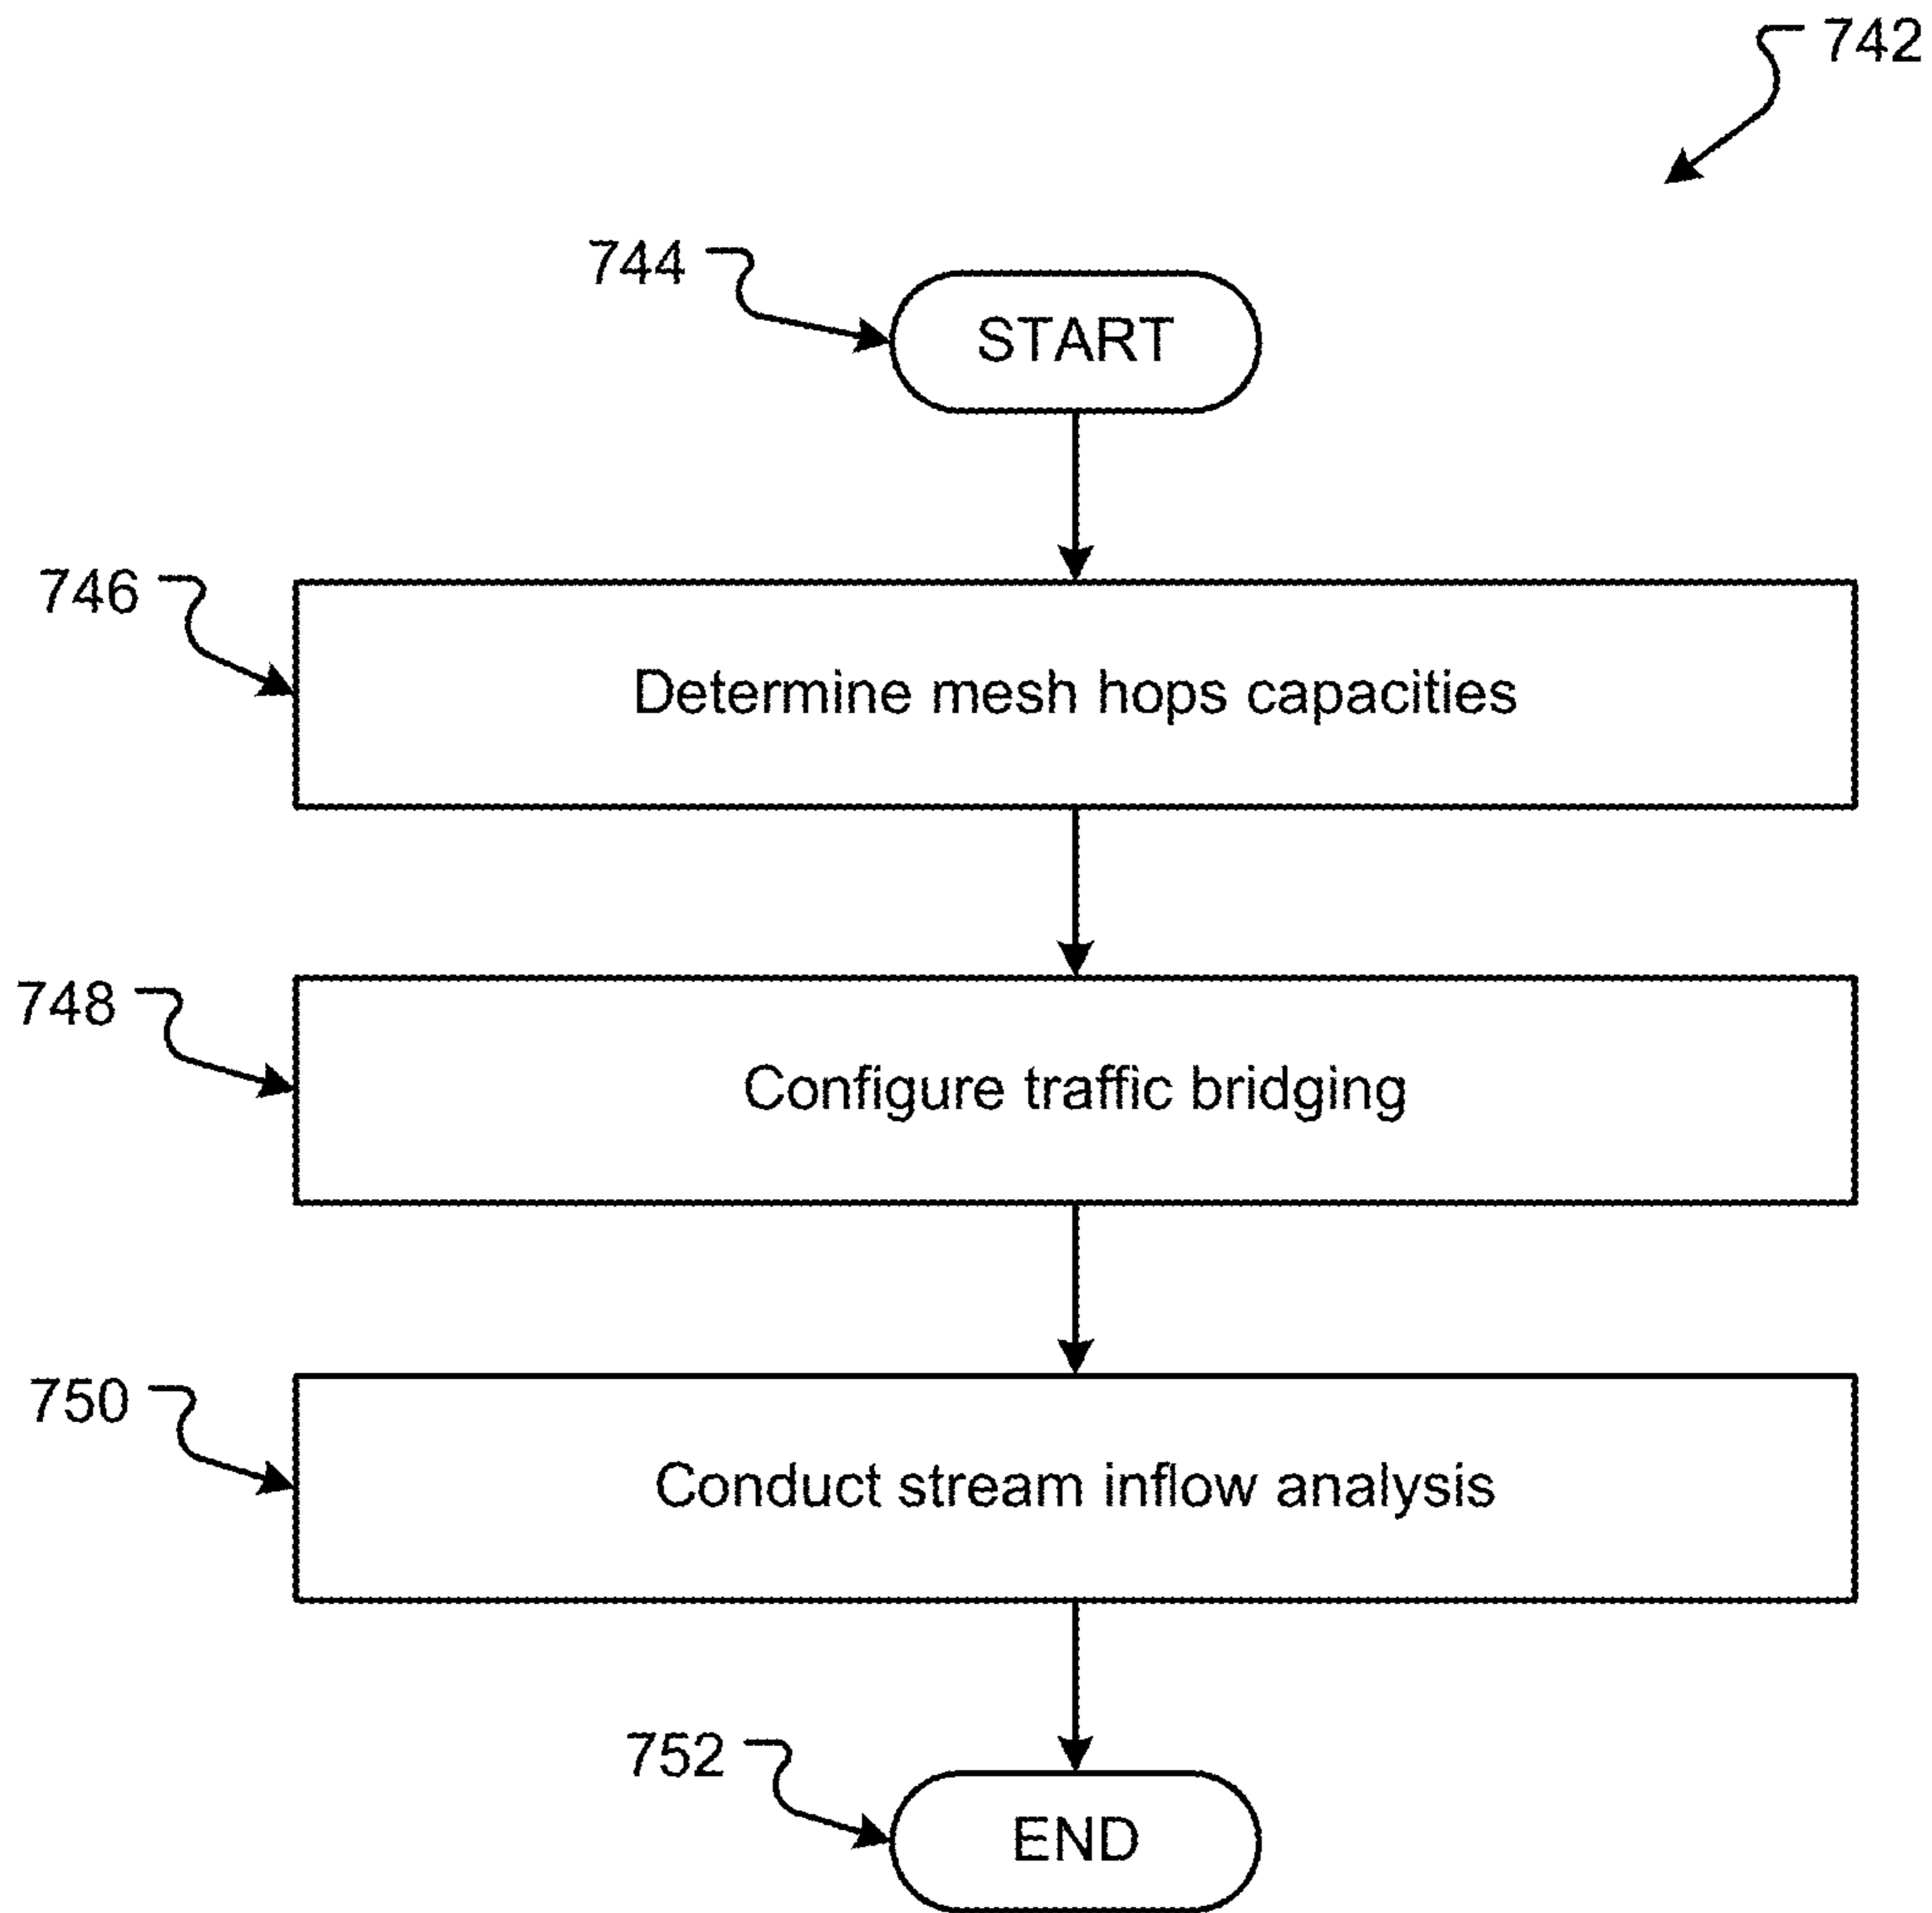 742
744
START
746
Determine mesh hops capacities
748
Configure traffic bridging
750
Conduct stream inflow analysis
752
END